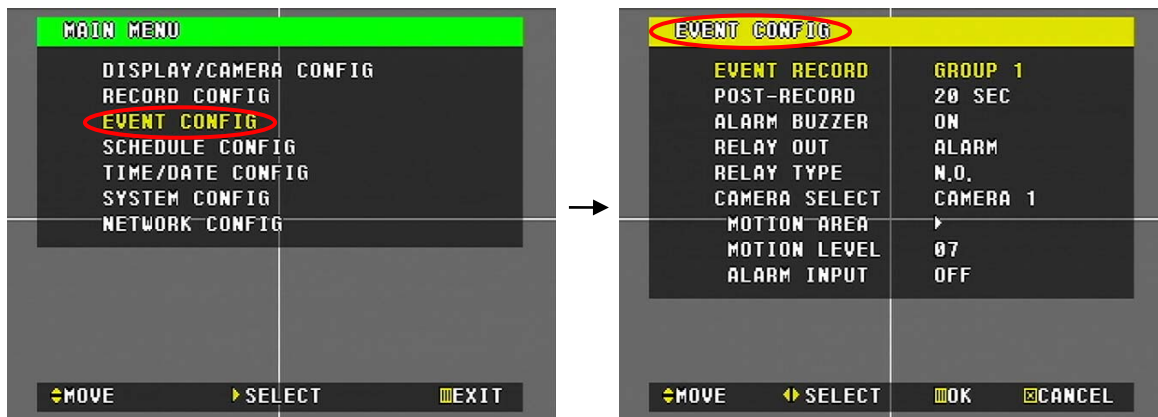 MAIN MENU
DISPLAY/CAMERA CONFIG
RECORD CONFIG
EVENT CONFIG
SCHEDULE CONFIG
TIME/DATE CONFIG
SYSTEM CONFIG
NETWORK CONFIG
MOVE SELECT EXIT
EVENT CONFIG
EVENT RECORD GROUP 1
POST-RECORD 20 SEC
ALARM BUZZER ON
RELAY OUT ALARM
RELAY TYPE N.O.
CAMERA SELECT CAMERA 1
MOTION AREA
MOTION LEVEL 07
ALARM INPUT OFF
MOVE SELECT OK CANCEL